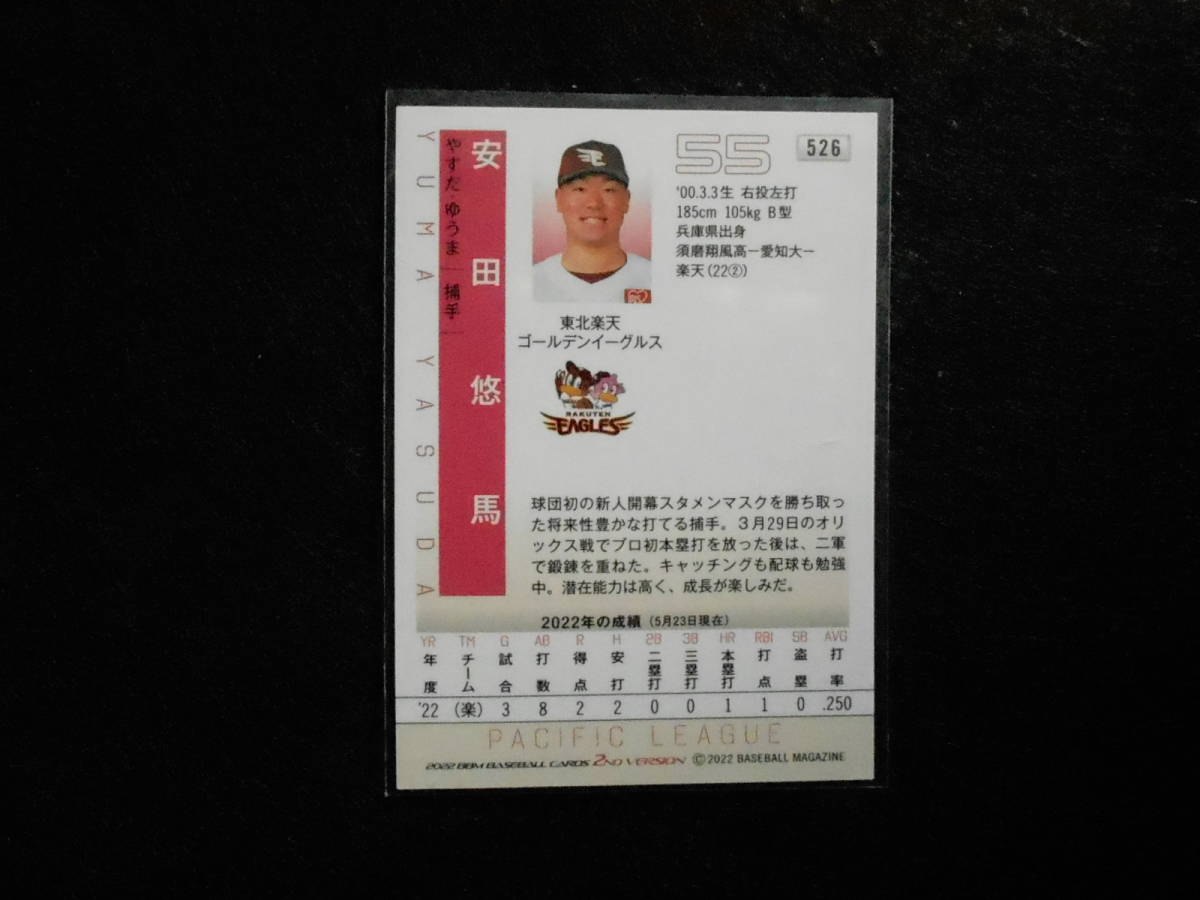 YUMA YASUDA
やすだ・ゆうま 捕手
安田悠馬
55
526
'00.3.3生 右投左打
185cm 105kg B型
兵庫県出身
須磨翔風高ー愛知大ー
楽天(22②)
東北楽天
ゴールデンイーグルス
RAKUTEN
EAGLES
球団初の新人開幕スタメンマスクを勝ち取っ
た将来性豊かな打てる捕手。3月29日のオリ
ックス戦でプロ初本塁打を放った後は、二軍
で鍛錬を重ねた。キャッチングも配球も勉強
中。潜在能力は高く、成長が楽しみだ。
2022年の成績(5月23日現在)
YR TM G AB R H 2B 3B HR RBI SB AVG
年度 チーム 試合 打数 得点 安打 二塁打 三塁打 本塁打 打点 盗塁 打率
'22 (楽) 3 8 2 2 0 0 1 1 0 .250
PACIFIC LEAGUE
2022 BBM BASEBALL CARDS 2ND VERSION ©2022 BASEBALL MAGAZINE